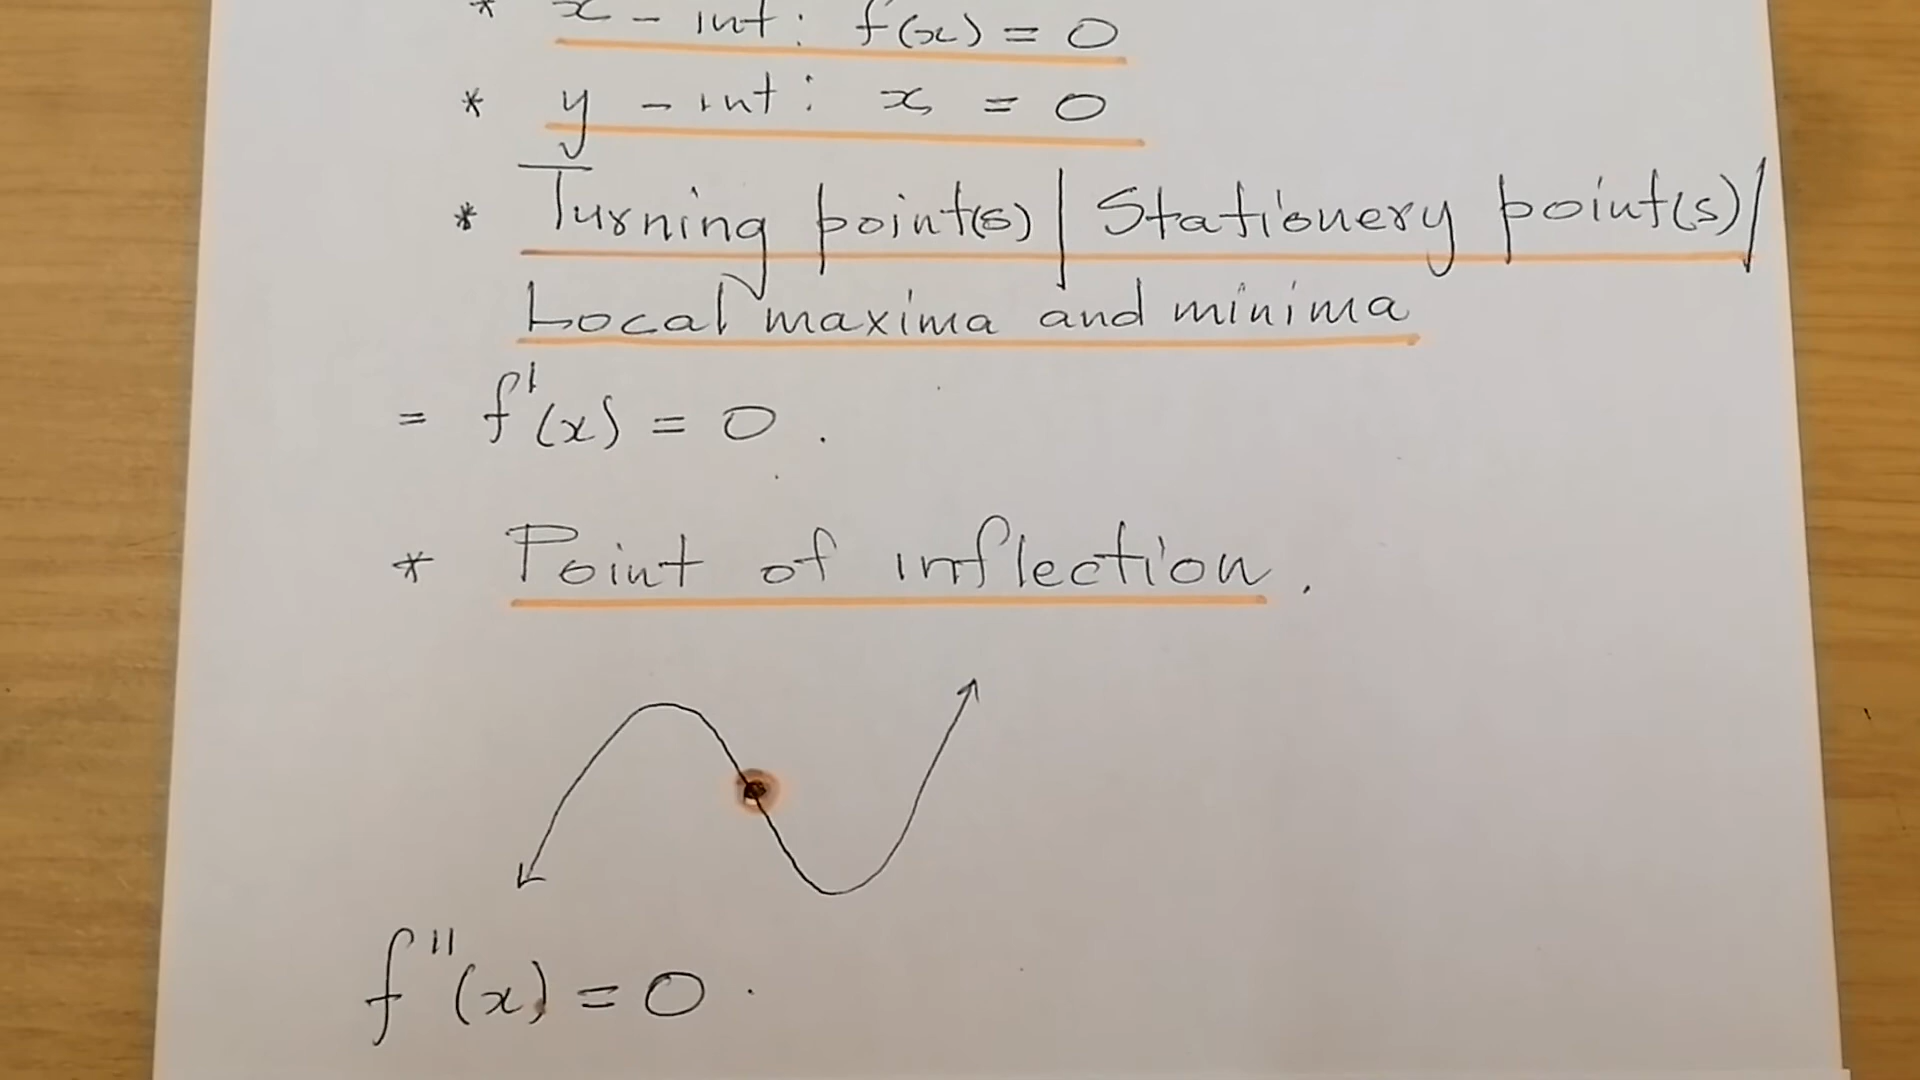 * x - int: f(x) = 0
* y - int: x = 0
* Turning point(s) | Stationery point(s) /
Local maxima and minima
= f'(x) = 0 .
* Point of inflection .
f''(x) = 0 .